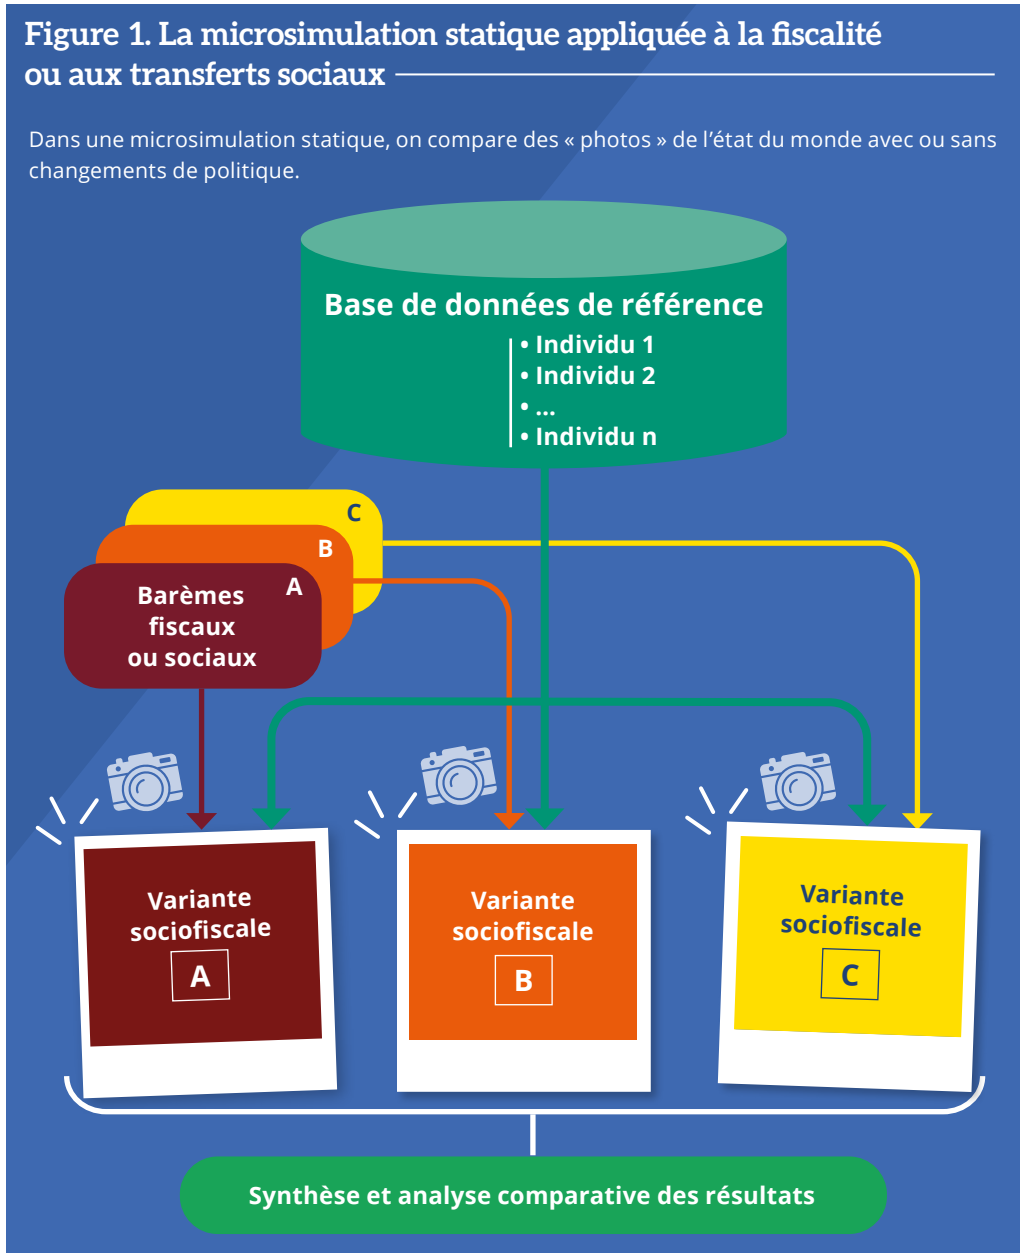 Figure 1. La microsimulation statique appliquée à la fiscalité
ou aux transferts sociaux
Dans une microsimulation statique, on compare des « photos » de l’état du monde avec ou sans
changements de politique.
Base de données de référence
• Individu 1
• Individu 2
• ...
• Individu n
C
B
A
Barèmes
fiscaux
ou sociaux
Variante
sociofiscale
A
Variante
sociofiscale
B
Variante
sociofiscale
C
Synthèse et analyse comparative des résultats